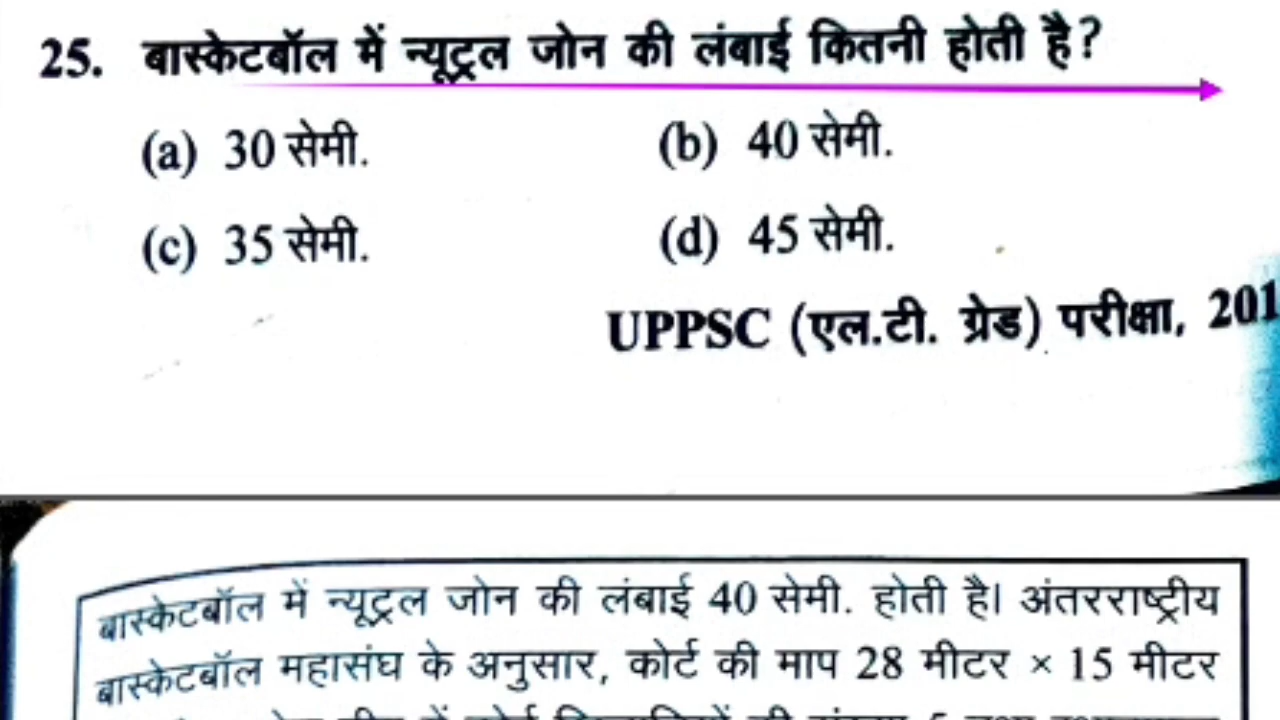 25. बास्केटबॉल में न्यूट्रल जोन की लंबाई कितनी होती है?
(a) 30 सेमी. (b) 40 सेमी.
(c) 35 सेमी. (d) 45 सेमी.
UPPSC (एल.टी. ग्रेड) परीक्षा, 201
बास्केटबॉल में न्यूट्रल जोन की लंबाई 40 सेमी. होती है। अंतरराष्ट्रीय
बास्केटबॉल महासंघ के अनुसार, कोर्ट की माप 28 मीटर × 15 मीटर